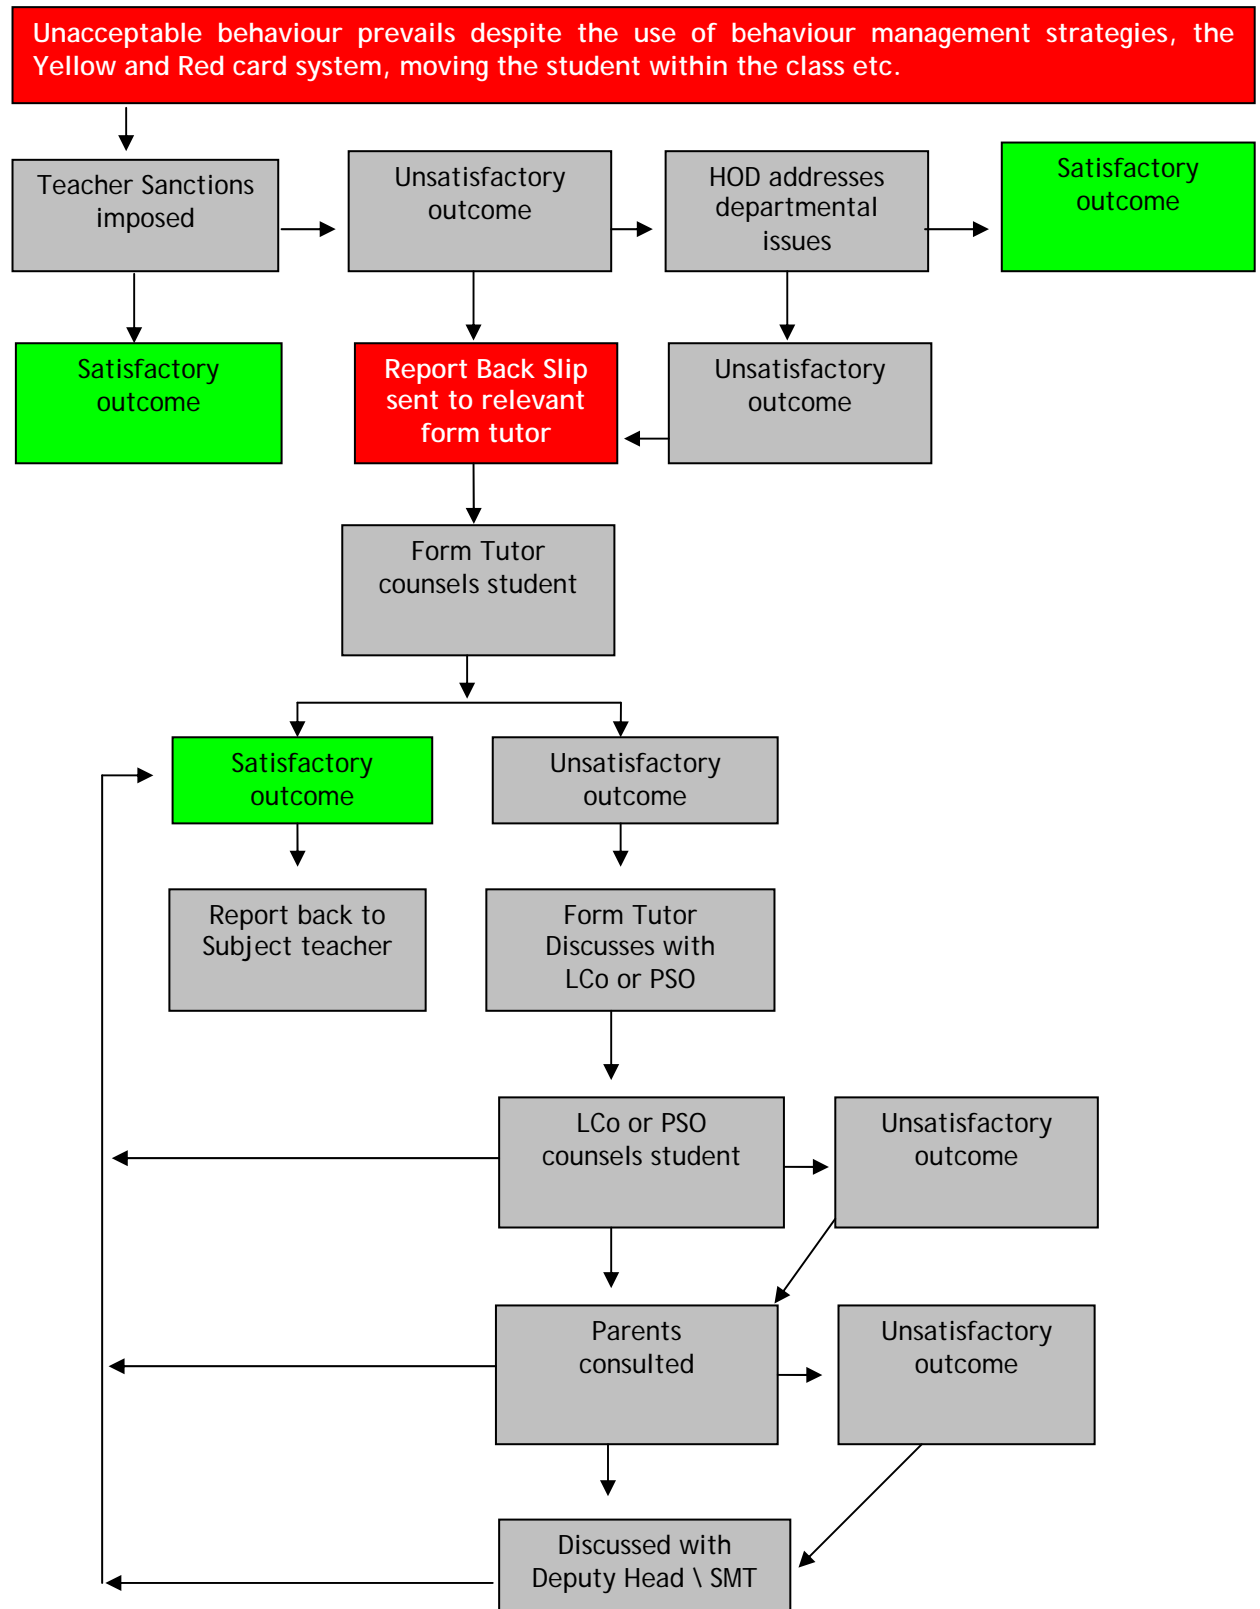 Unacceptable behaviour prevails despite the use of behaviour management strategies, the
Yellow and Red card system, moving the student within the class etc.
Teacher Sanctions
imposed
Unsatisfactory
outcome
HOD addresses
departmental
issues
Satisfactory
outcome
Satisfactory
outcome
Report Back Slip
sent to relevant
form tutor
Unsatisfactory
outcome
Form Tutor
counsels student
Satisfactory
outcome
Unsatisfactory
outcome
Report back to
Subject teacher
Form Tutor
Discusses with
LCo or PSO
LCo or PSO
counsels student
Unsatisfactory
outcome
Parents
consulted
Unsatisfactory
outcome
Discussed with
Deputy Head \ SMT